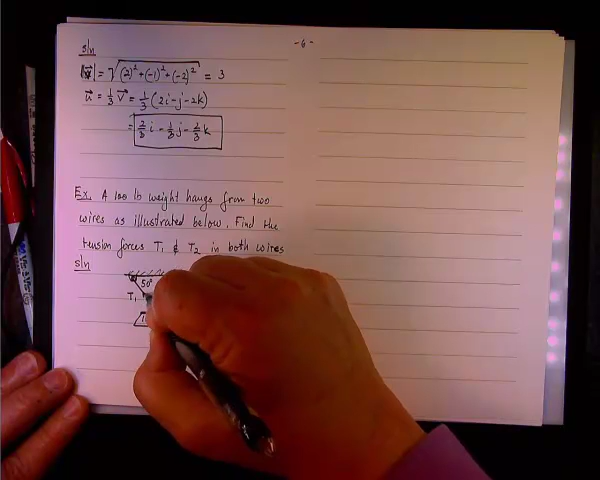 -6-
sln
|v⃗| = √(2)²+(-1)²+(-2)² = 3
u⃗ = 1/3 v⃗ = 1/3 (2i-j-2k)
= 2/3 i - 1/3 j - 2/3 k
Ex. A 100 lb weight hangs from two
wires as illustrated below. Find the
tension forces T₁ & T₂ in both wires
sln
50°
T₁